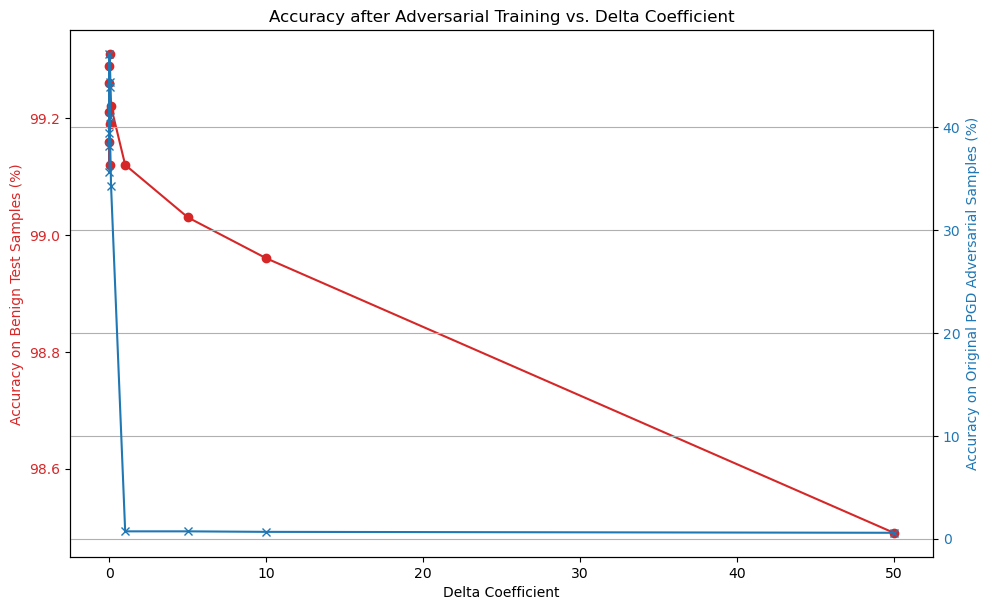 Accuracy after Adversarial Training vs. Delta Coefficient
Accuracy on Benign Test Samples (%)
99.2
99.0
98.8
98.6
Accuracy on Original PGD Adversarial Samples (%)
40
30
20
10
0
0 10 20 30 40 50
Delta Coefficient